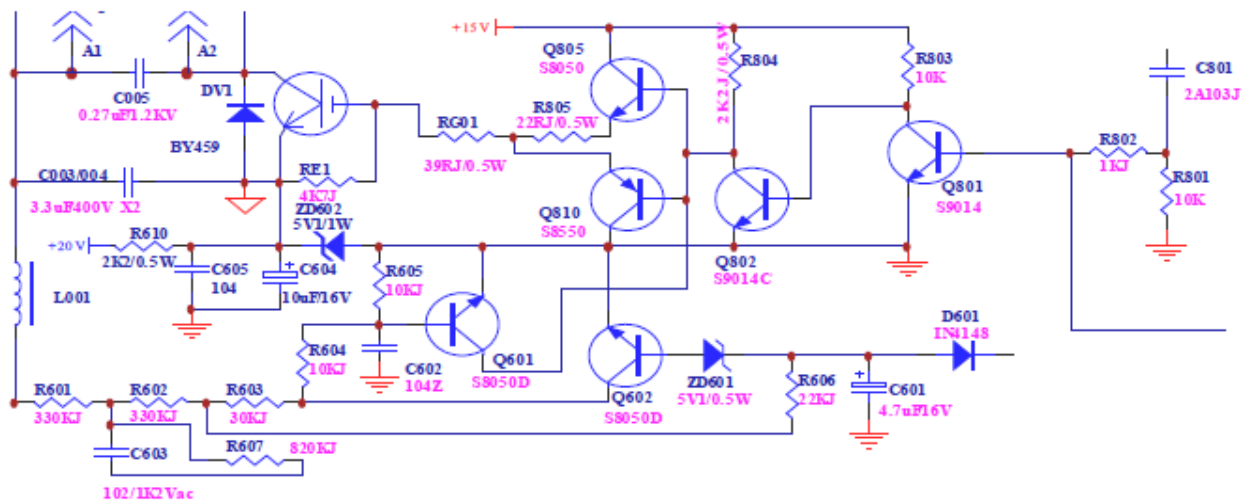 +15V
A1
A2
Q805
S8050
2K2J/0.5W
R804
R803
10K
C801
2A103J
C005
0.27uF/1.2KV
DV1
BY459
RG01
39RJ/0.5W
R805
22RJ/0.5W
R802
1KJ
R801
10K
Q801
S9014
C003/004
3.3uF400V X2
RE1
4K7J
ZD602
5V1/1W
Q810
S8550
Q802
S9014C
+20V
R610
2K2/0.5W
C605
104
C604
10uF/16V
R605
10KJ
L001
R604
10KJ
C602
104Z
Q601
S8050D
Q602
S8050D
ZD601
5V1/0.5W
D601
IN4148
R606
22KJ
C601
4.7uF16V
R601
330KJ
R602
330KJ
R603
30KJ
C603
102/1K2Vac
R607
820KJ